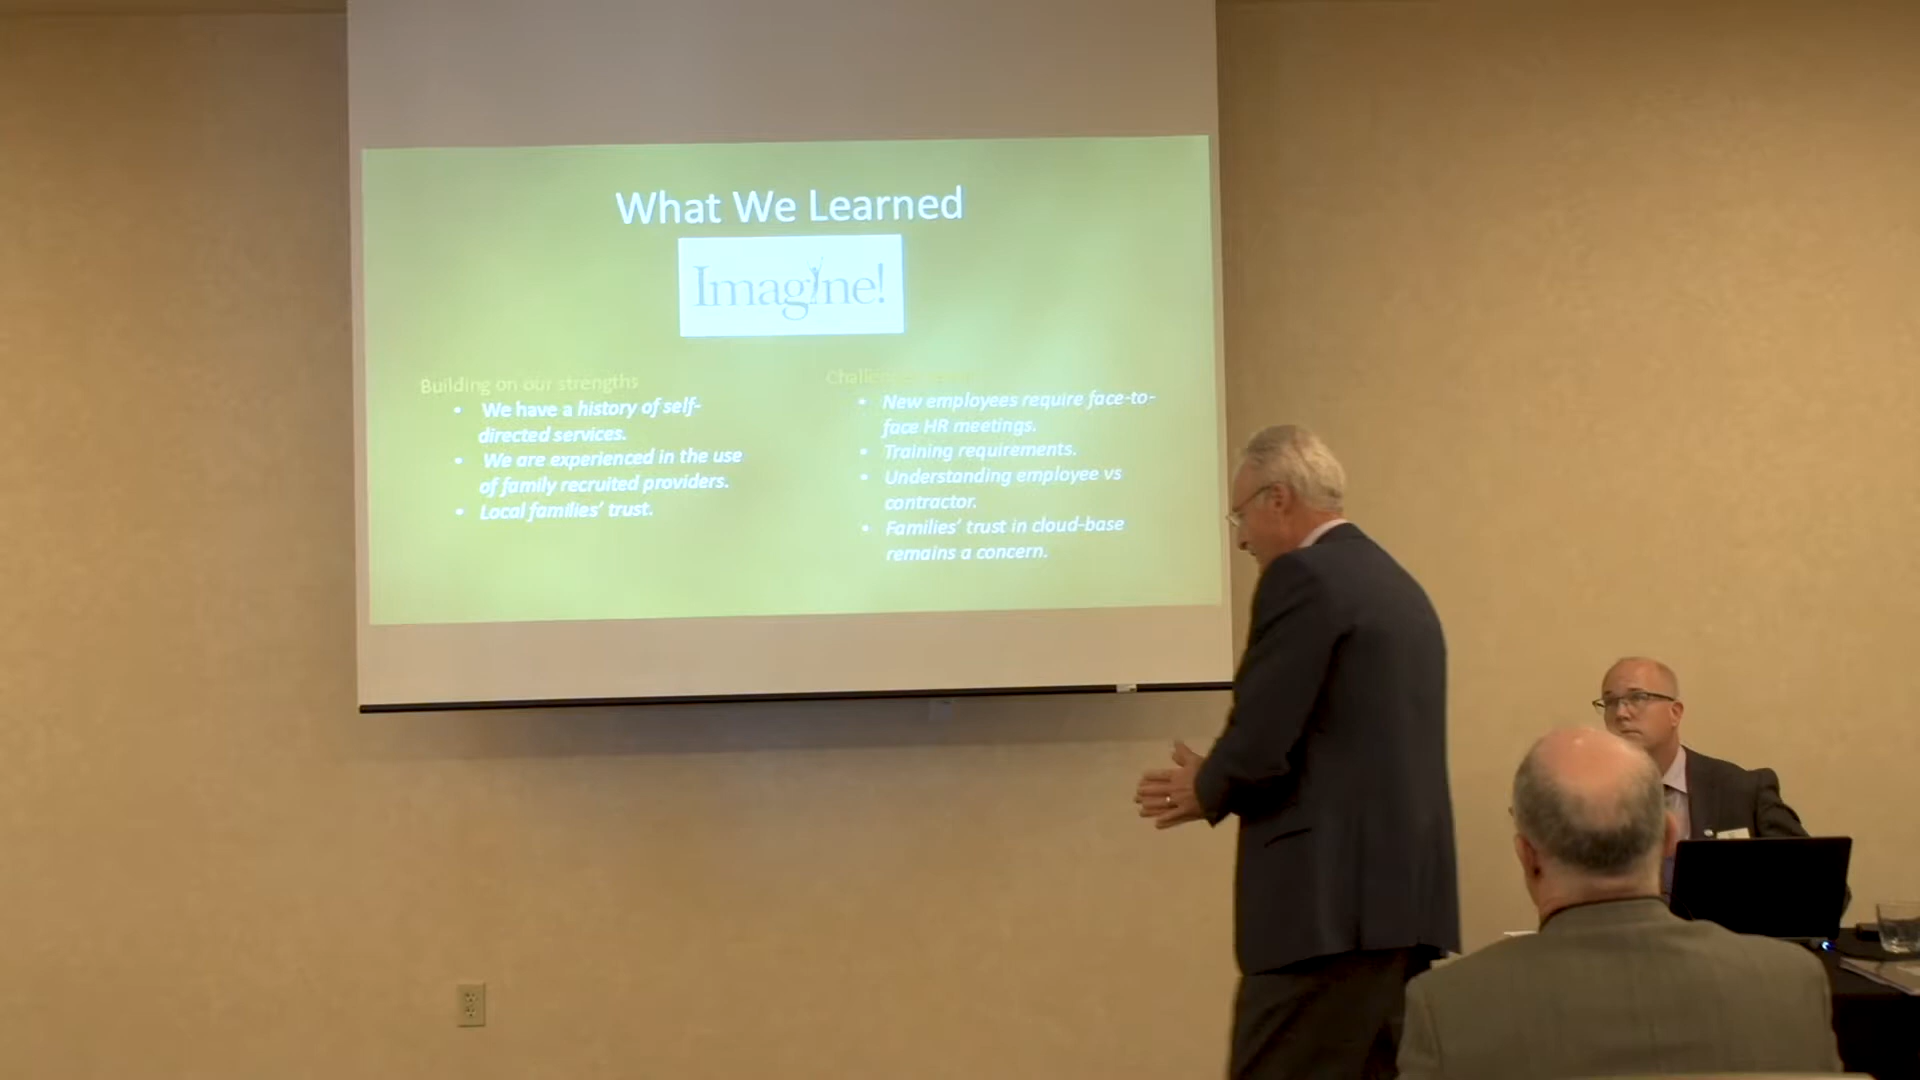 What We Learned
Imagine!
Building on our strengths
• We have a history of self-
directed services.
• We are experienced in the use
of family recruited providers.
• Local families' trust.
• New employees require face-to-
face HR meetings.
• Training requirements.
• Understanding employee vs
contractor.
• Families' trust in cloud-base
remains a concern.